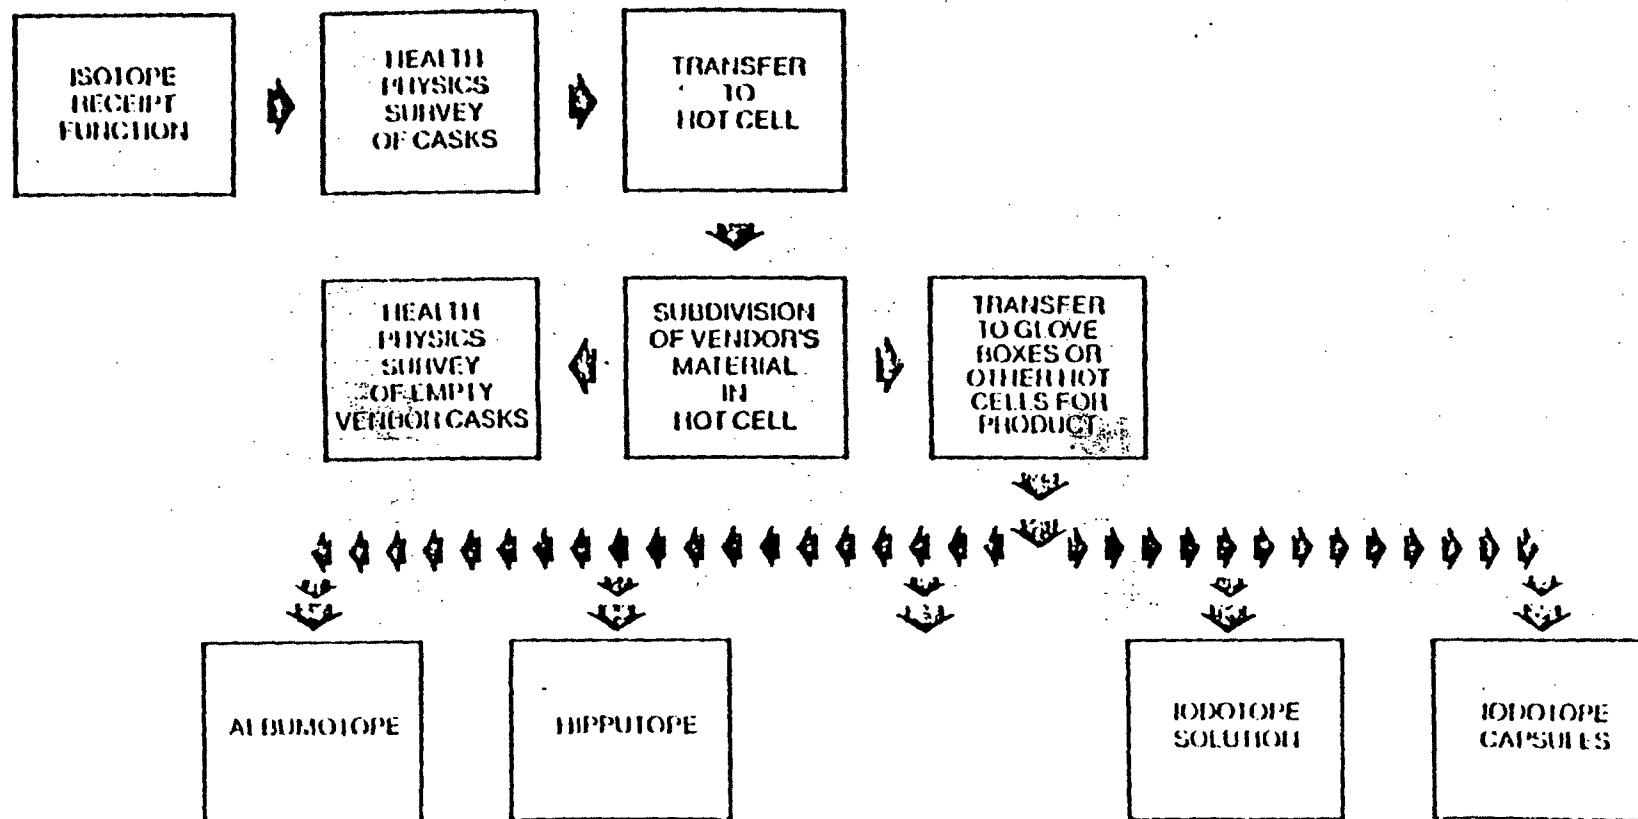 ISOTOPE
RECEIPT
FUNCTION
HEALTH
PHYSICS
SURVEY
OF CASKS
TRANSFER
TO
HOT CELL
HEALTH
PHYSICS
SURVEY
OF EMPTY
VENDOR CASKS
SUBDIVISION
OF VENDOR'S
MATERIAL
IN
HOT CELL
TRANSFER
TO GLOVE
BOXES OR
OTHER HOT
CELLS FOR
PRODUCT
ALBUMOTOPE
HIPPUTOPE
IODOTOPE
SOLUTION
IODOTOPE
CAPSULES